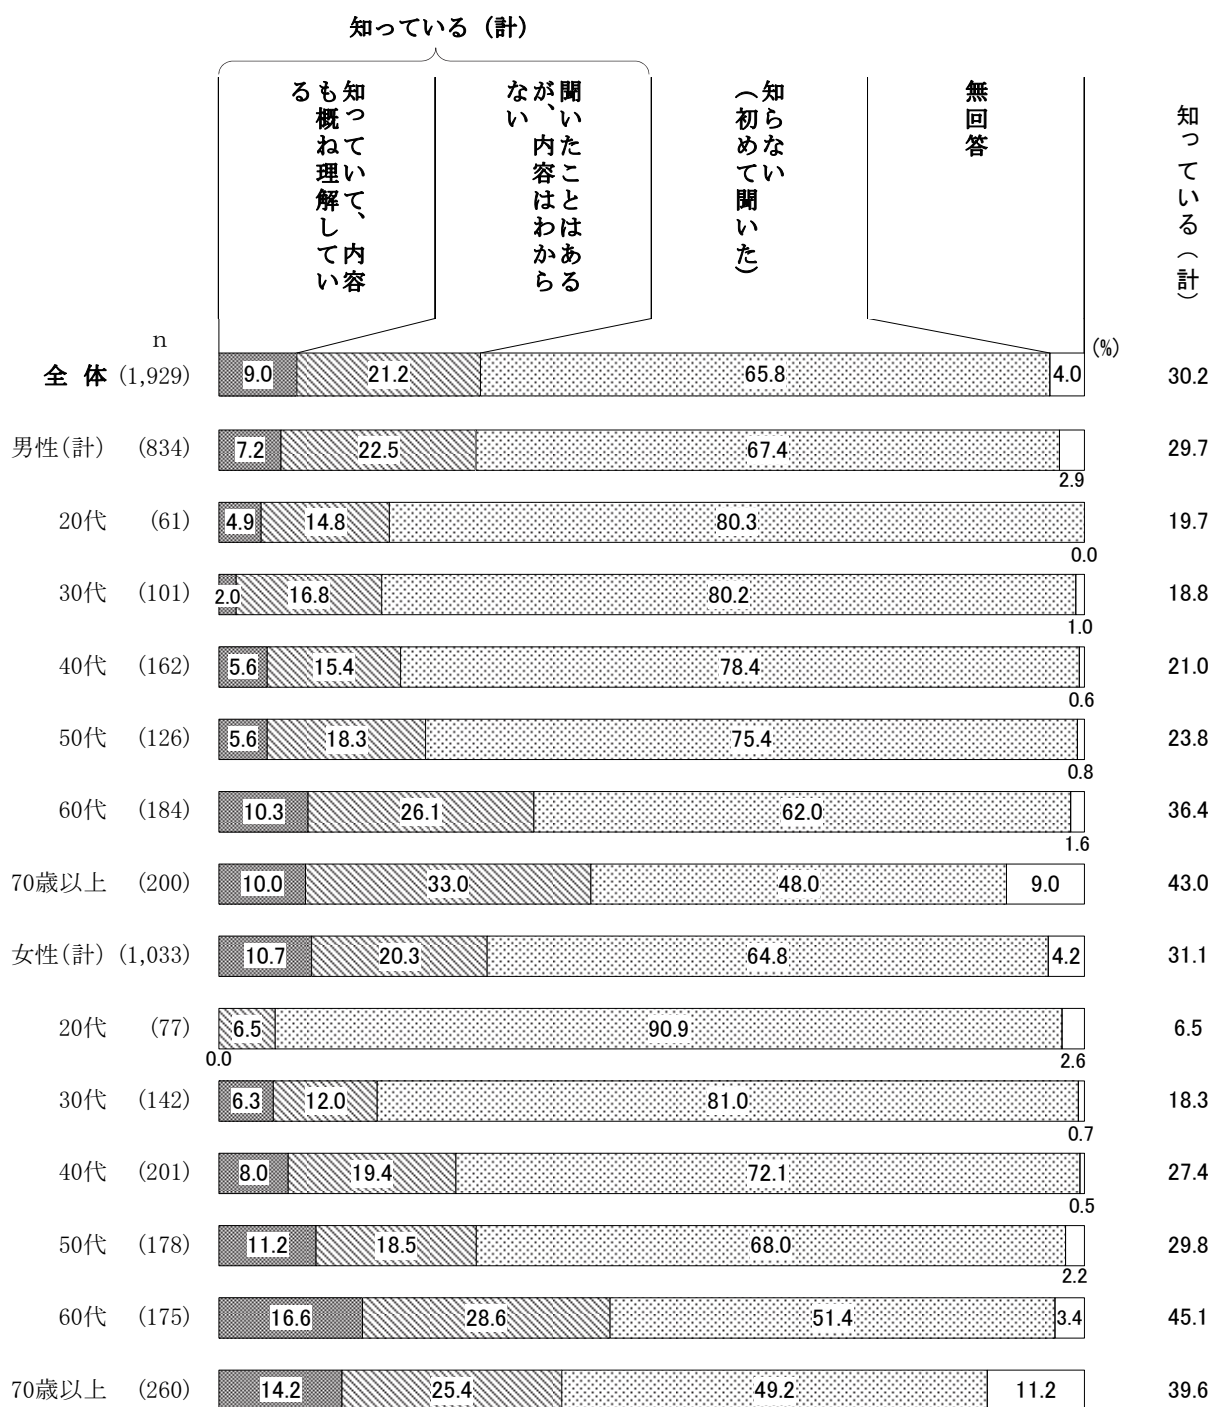 知っている（計）
知っていて、内容
も概ね理解してい
る
聞いたことはある
が、内容はわから
ない
知らない
（初めて聞いた）
無回答
知っている（計）
n
(%)
全 体 (1,929) 9.0 21.2 65.8 4.0 30.2
男性(計) (834) 7.2 22.5 67.4 2.9 29.7
20代 (61) 4.9 14.8 80.3 0.0 19.7
30代 (101) 2.0 16.8 80.2 1.0 18.8
40代 (162) 5.6 15.4 78.4 0.6 21.0
50代 (126) 5.6 18.3 75.4 0.8 23.8
60代 (184) 10.3 26.1 62.0 1.6 36.4
70歳以上 (200) 10.0 33.0 48.0 9.0 43.0
女性(計) (1,033) 10.7 20.3 64.8 4.2 31.1
20代 (77) 0.0 6.5 90.9 2.6 6.5
30代 (142) 6.3 12.0 81.0 0.7 18.3
40代 (201) 8.0 19.4 72.1 0.5 27.4
50代 (178) 11.2 18.5 68.0 2.2 29.8
60代 (175) 16.6 28.6 51.4 3.4 45.1
70歳以上 (260) 14.2 25.4 49.2 11.2 39.6